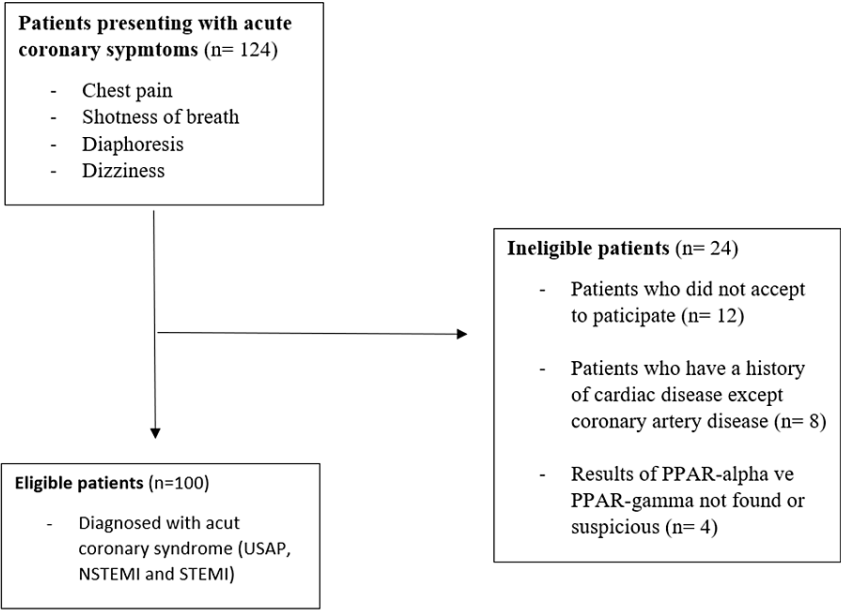 Patients presenting with acute
coronary sypmtoms (n= 124)
- Chest pain
- Shotness of breath
- Diaphoresis
- Dizziness
Ineligible patients (n= 24)
- Patients who did not accept
to paticipate (n= 12)
- Patients who have a history
of cardiac disease except
coronary artery disease (n= 8)
- Results of PPAR-alpha ve
PPAR-gamma not found or
suspicious (n= 4)
Eligible patients (n=100)
- Diagnosed with acut
coronary syndrome (USAP,
NSTEMI and STEMI)